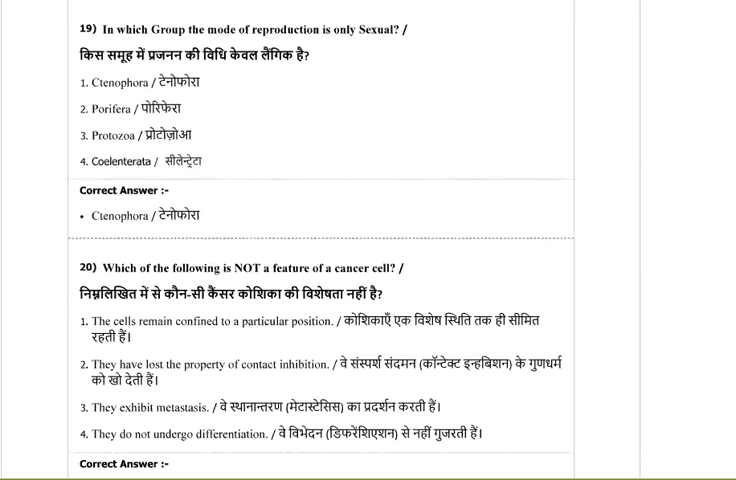 19) In which Group the mode of reproduction is only Sexual? /
किस समूह में प्रजनन की विधि केवल लैंगिक है?
1. Ctenophora / टेनोफोरा
2. Porifera / पोरिफेरा
3. Protozoa / प्रोटोज़ोआ
4. Coelenterata / सीलेन्ट्रेटा
Correct Answer :-
• Ctenophora / टेनोफोरा
20) Which of the following is NOT a feature of a cancer cell? /
निम्नलिखित में से कौन-सी कैंसर कोशिका की विशेषता नहीं है?
1. The cells remain confined to a particular position. / कोशिकाएँ एक विशेष स्थिति तक ही सीमित
रहती हैं।
2. They have lost the property of contact inhibition. / वे संस्पर्श संदमन (कॉन्टेक्ट इन्हबिशन) के गुणधर्म
को खो देती हैं।
3. They exhibit metastasis. / वे स्थानान्तरण (मेटास्टेसिस) का प्रदर्शन करती हैं।
4. They do not undergo differentiation. / वे विभेदन (डिफरेंशिएशन) से नहीं गुजरती हैं।
Correct Answer :-